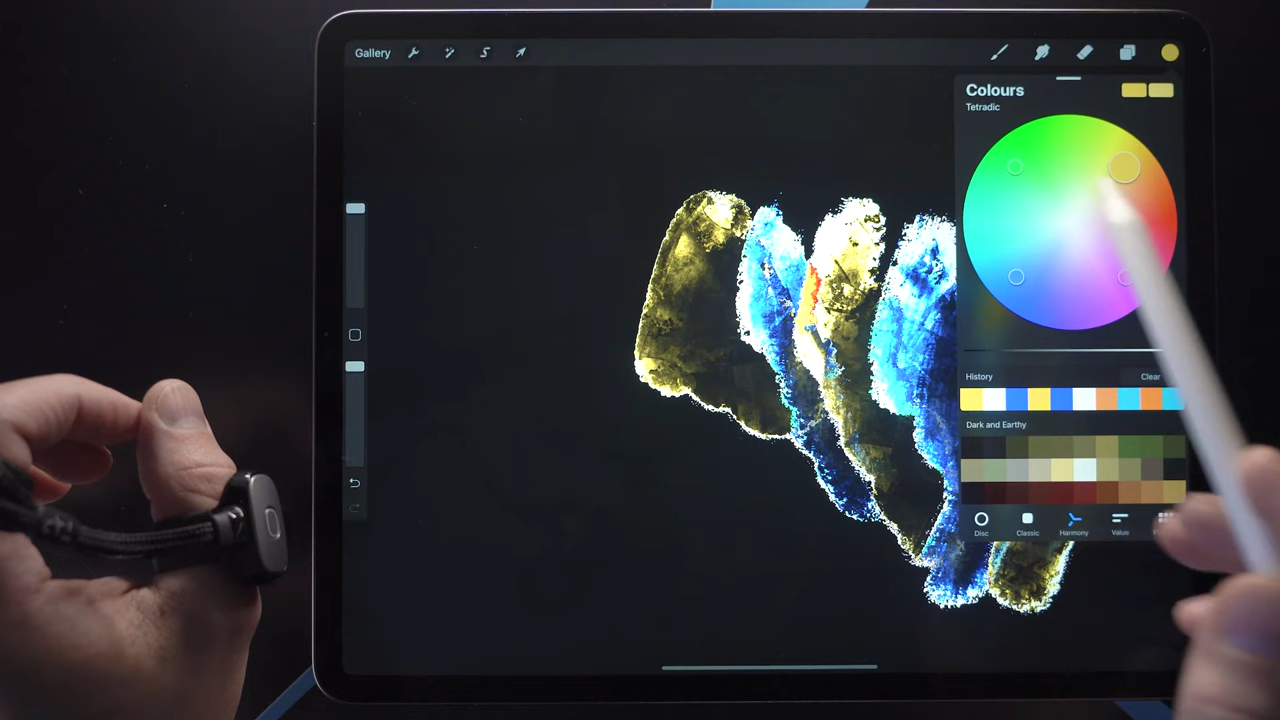 Gallery
Colours
Tetradic
History
Clear
Dark and Earthy
Disc
Classic
Harmony
Value